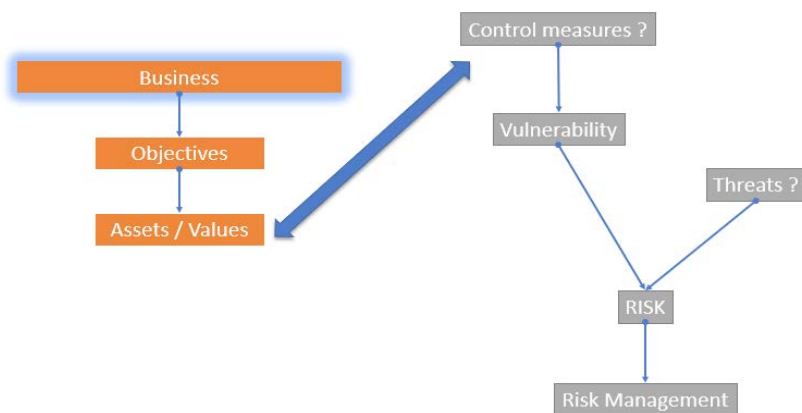 Control measures ?
Business
Vulnerability
Objectives
Threats ?
Assets / Values
RISK
Risk Management